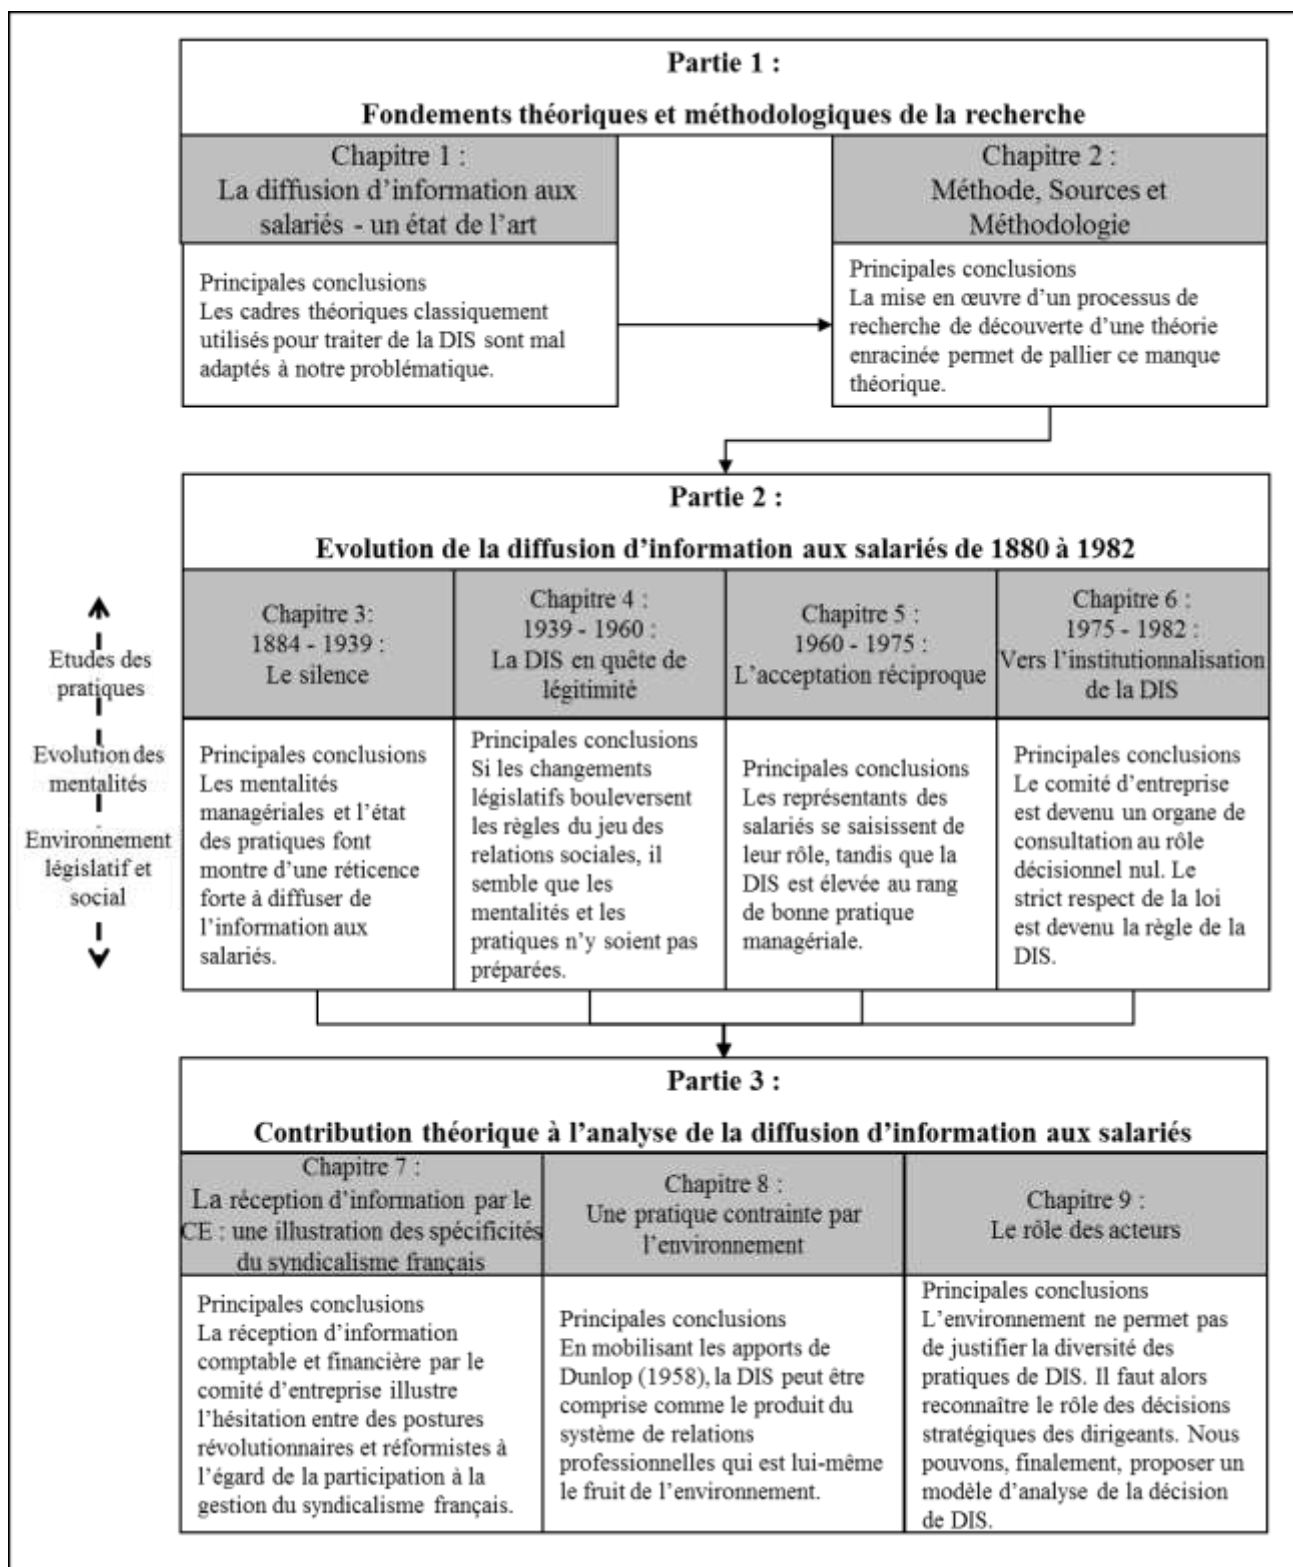 Partie 1 :
Fondements théoriques et méthodologiques de la recherche
Chapitre 1 :
La diffusion d’information aux
salariés - un état de l’art
Principales conclusions
Les cadres théoriques classiquement
utilisés pour traiter de la DIS sont mal
adaptés à notre problématique.
Chapitre 2 :
Méthode, Sources et
Méthodologie
Principales conclusions
La mise en œuvre d’un processus de
recherche de découverte d’une théorie
enracinée permet de pallier ce manque
théorique.
Partie 2 :
Evolution de la diffusion d’information aux salariés de 1880 à 1982
Etudes des
pratiques
Evolution des
mentalités
Environnement
législatif et
social
Chapitre 3:
1884 - 1939 :
Le silence
Principales conclusions
Les mentalités
managériales et l’état
des pratiques font
montre d’une réticence
forte à diffuser de
l’information aux
salariés.
Chapitre 4 :
1939 - 1960 :
La DIS en quête de
légitimité
Principales conclusions
Si les changements
législatifs bouleversent
les règles du jeu des
relations sociales, il
semble que les
mentalités et les
pratiques n’y soient pas
préparées.
Chapitre 5 :
1960 - 1975 :
L’acceptation réciproque
Principales conclusions
Les représentants des
salariés se saisissent de
leur rôle, tandis que la
DIS est élevée au rang
de bonne pratique
managériale.
Chapitre 6 :
1975 - 1982 :
Vers l’institutionnalisation
de la DIS
Principales conclusions
Le comité d’entreprise
est devenu un organe de
consultation au rôle
décisionnel nul. Le
strict respect de la loi
est devenu la règle de la
DIS.
Partie 3 :
Contribution théorique à l’analyse de la diffusion d’information aux salariés
Chapitre 7 :
La réception d’information par le
CE : une illustration des spécificités
du syndicalisme français
Principales conclusions
La réception d’information
comptable et financière par le
comité d’entreprise illustre
l’hésitation entre des postures
révolutionnaires et réformistes à
l’égard de la participation à la
gestion du syndicalisme français.
Chapitre 8 :
Une pratique contrainte par
l’environnement
Principales conclusions
En mobilisant les apports de
Dunlop (1958), la DIS peut être
comprise comme le produit du
système de relations
professionnelles qui est lui-même
le fruit de l’environnement.
Chapitre 9 :
Le rôle des acteurs
Principales conclusions
L’environnement ne permet pas
de justifier la diversité des
pratiques de DIS. Il faut alors
reconnaître le rôle des décisions
stratégiques des dirigeants. Nous
pouvons, finalement, proposer un
modèle d’analyse de la décision
de DIS.